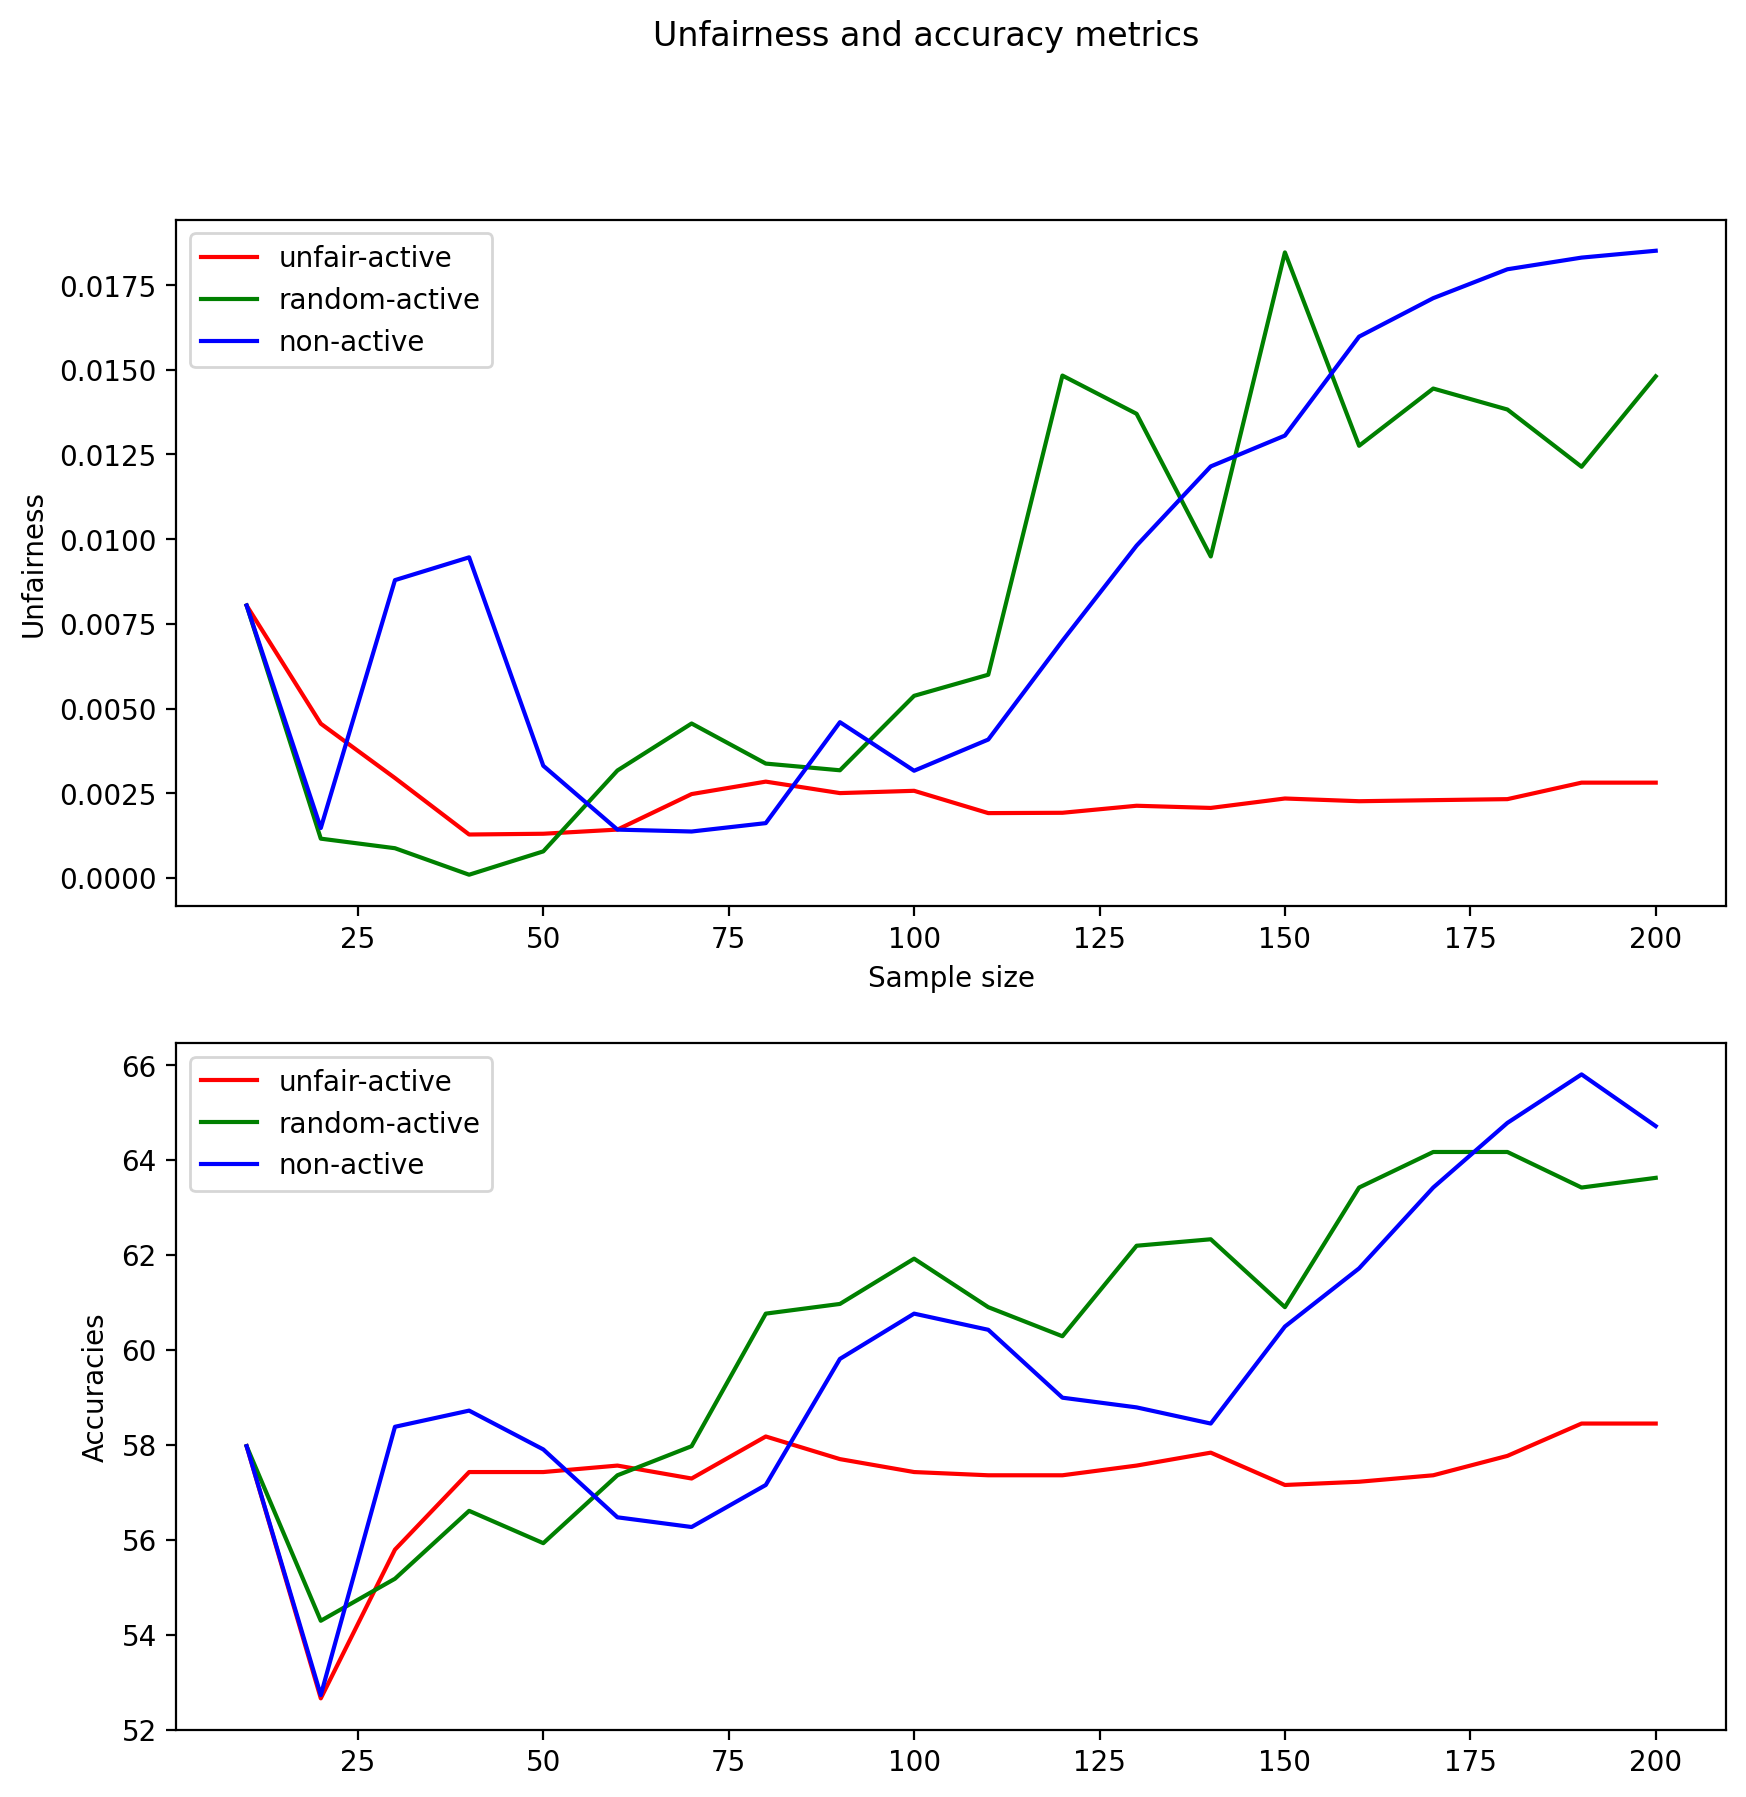 Unfairness and accuracy metrics
unfair-active
random-active
non-active
0.0175
0.0150
0.0125
0.0100
0.0075
0.0050
0.0025
0.0000
Unfairness
25 50 75 100 125 150 175 200
Sample size
unfair-active
random-active
non-active
66
64
62
60
58
56
54
52
Accuracies
25 50 75 100 125 150 175 200